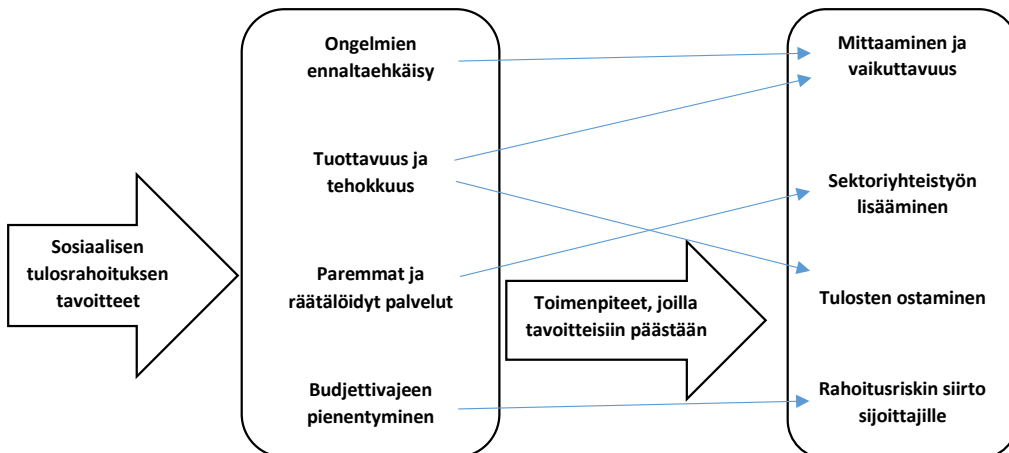 Sosiaalisen
tulosrahoituksen
tavoitteet
Ongelmien
ennaltaehkäisy
Tuottavuus ja
tehokkuus
Paremmat ja
räätälöidyt palvelut
Budjettivajeen
pienentyminen
Toimenpiteet, joilla
tavoitteisiin päästään
Mittaaminen ja
vaikuttavuus
Sektoriyhteistyön
lisääminen
Tulosten ostaminen
Rahoitusriskin siirto
sijoittajille